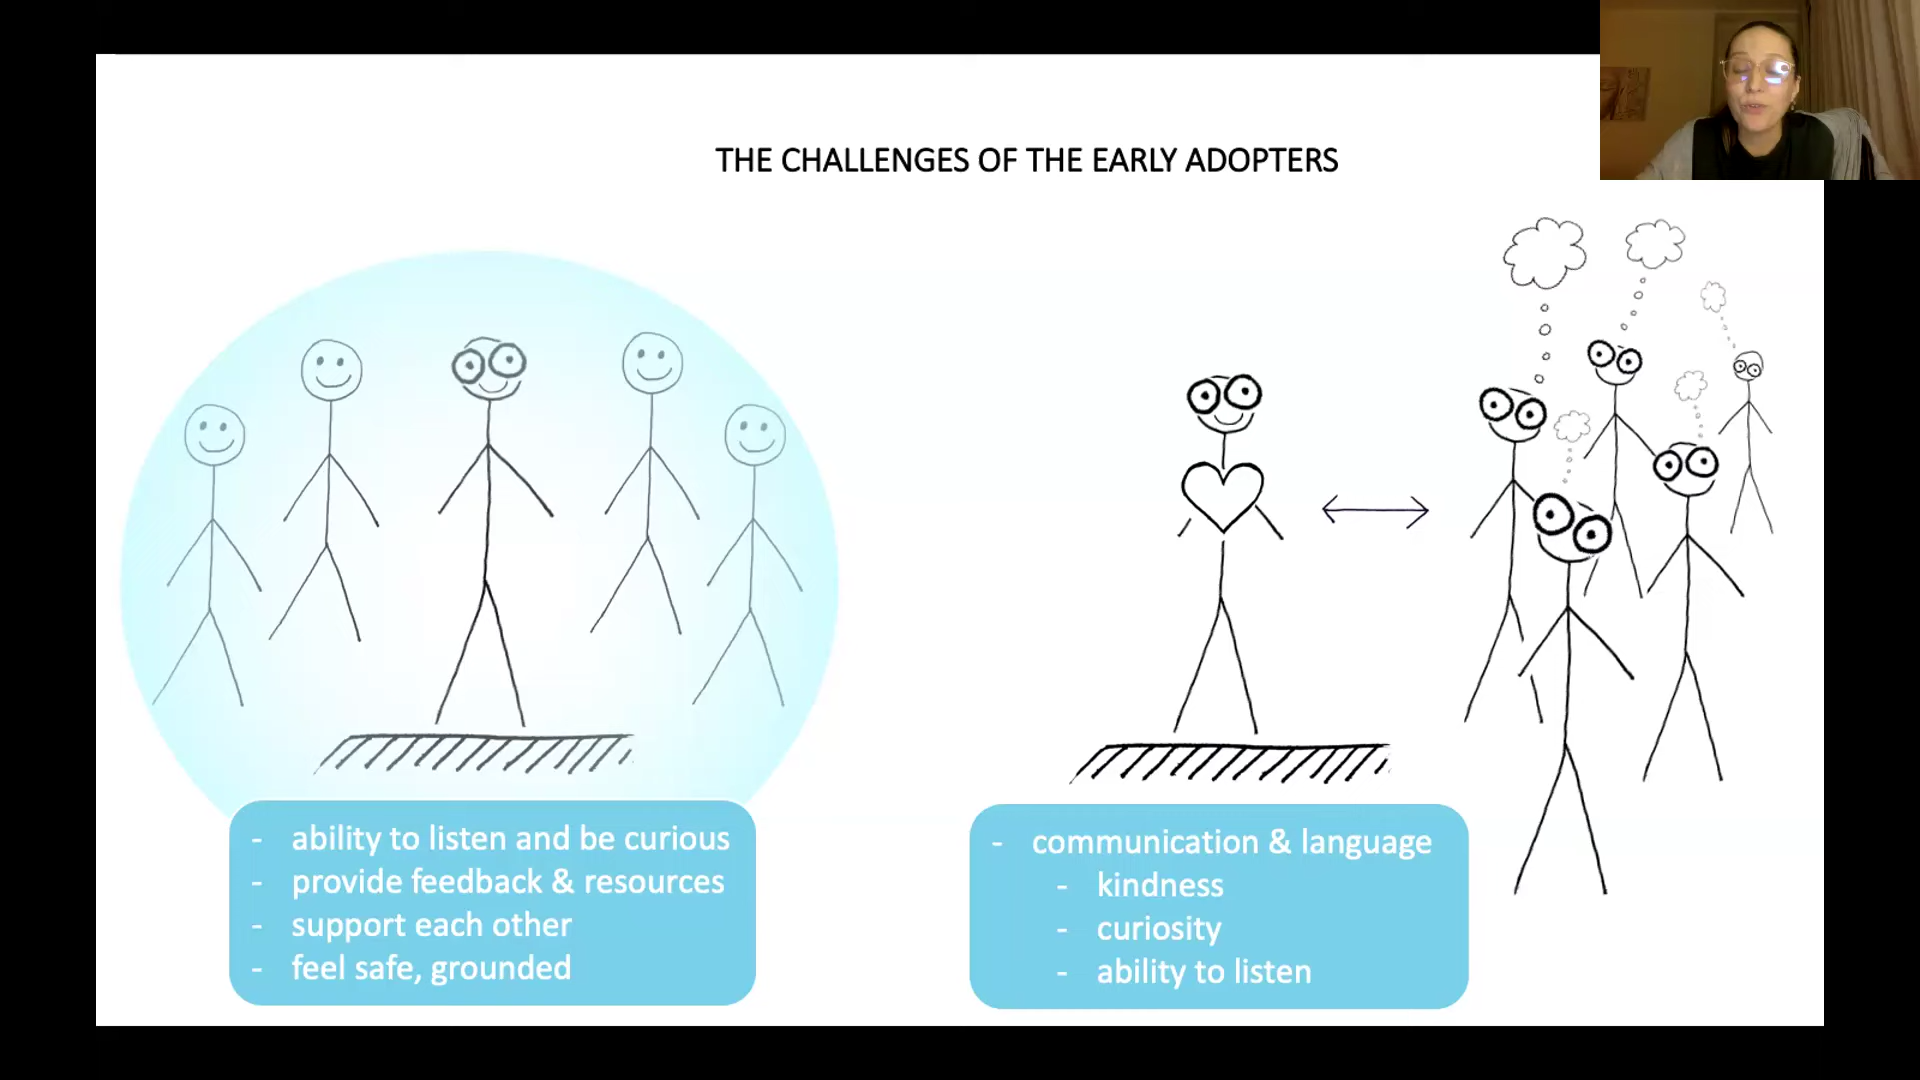 THE CHALLENGES OF THE EARLY ADOPTERS
- ability to listen and be curious
- provide feedback & resources
- support each other
- feel safe, grounded
- communication & language
- kindness
- curiosity
- ability to listen